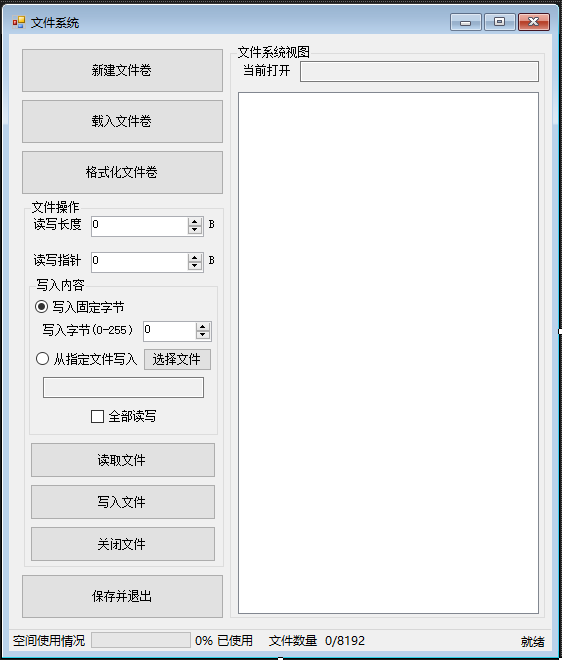 文件系统
新建文件卷
载入文件卷
格式化文件卷
文件操作
读写长度 0 B
读写指针 0 B
写入内容
写入固定字节
写入字节(0-255) 0
从指定文件写入 选择文件
全部读写
读取文件
写入文件
关闭文件
保存并退出
文件系统视图
当前打开
空间使用情况 0% 已使用 文件数量 0/8192 就绪